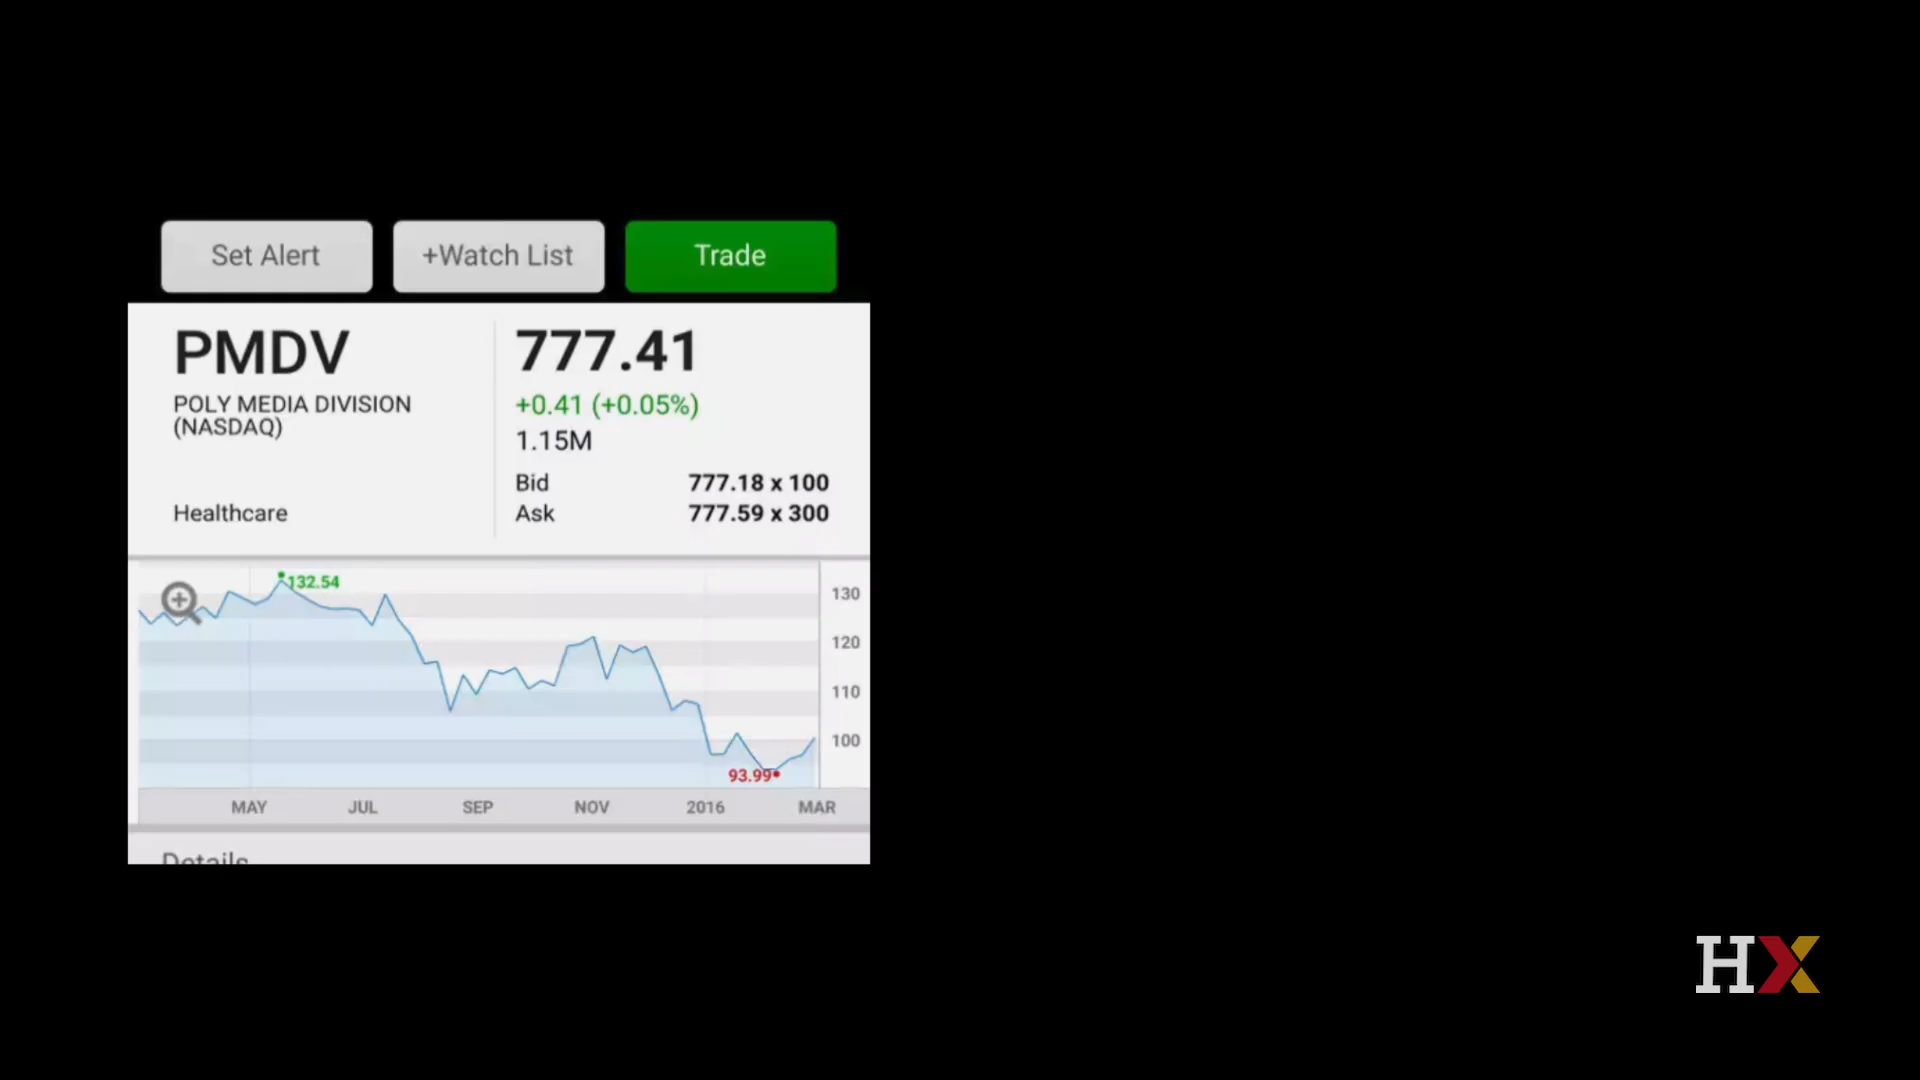 Set Alert
+Watch List
Trade
PMDV
POLY MEDIA DIVISION
(NASDAQ)
Healthcare
777.41
+0.41 (+0.05%)
1.15M
Bid 777.18 x 100
Ask 777.59 x 300
132.54
93.99
130
120
110
100
MAY JUL SEP NOV 2016 MAR
Details
HX